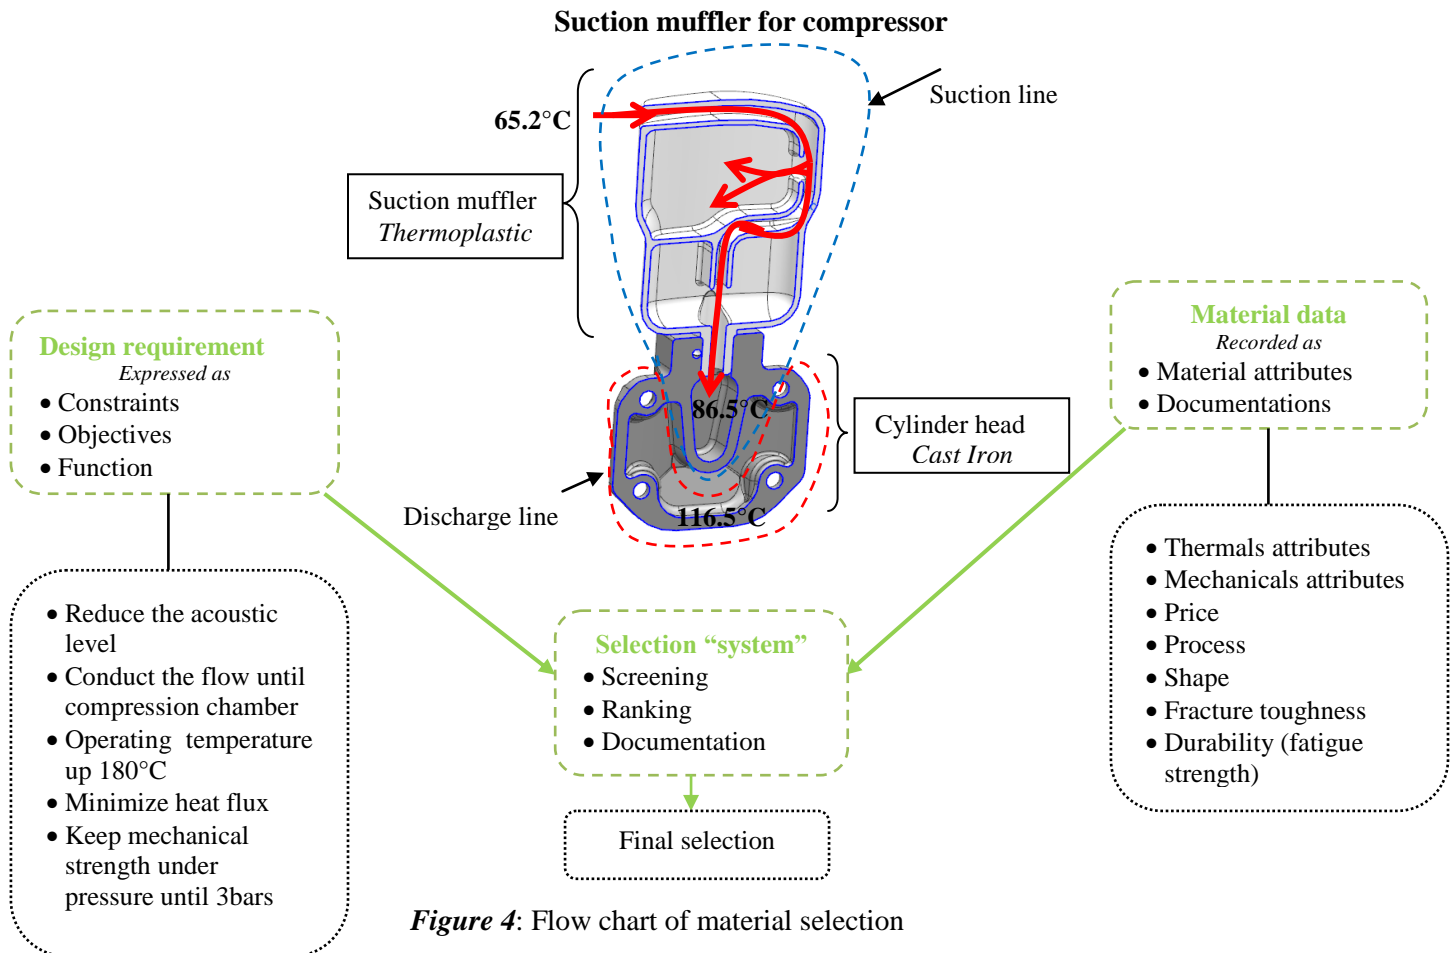 Suction muffler for compressor
Suction line
65.2°C
Suction muffler
Thermoplastic
86.5°C
Cylinder head
Cast Iron
116.5°C
Discharge line
Design requirement
Expressed as
• Constraints
• Objectives
• Function
• Reduce the acoustic
level
• Conduct the flow until
compression chamber
• Operating temperature
up 180°C
• Minimize heat flux
• Keep mechanical
strength under
pressure until 3bars
Selection “system”
• Screening
• Ranking
• Documentation
Final selection
Material data
Recorded as
• Material attributes
• Documentations
• Thermals attributes
• Mechanicals attributes
• Price
• Process
• Shape
• Fracture toughness
• Durability (fatigue
strength)
Figure 4: Flow chart of material selection